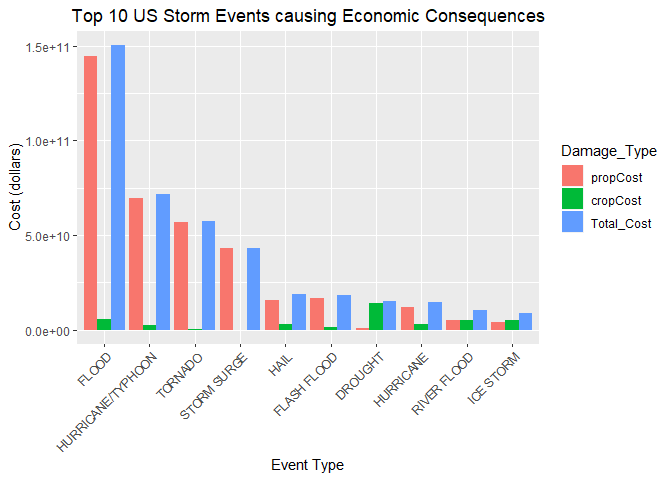 Top 10 US Storm Events causing Economic Consequences
1.5e+11
1.0e+11
5.0e+10
0.0e+00
Cost (dollars)
FLOOD
HURRICANE/TYPHOON
TORNADO
STORM SURGE
HAIL
FLASH FLOOD
DROUGHT
HURRICANE
RIVER FLOOD
ICE STORM
Event Type
Damage_Type
propCost
cropCost
Total_Cost